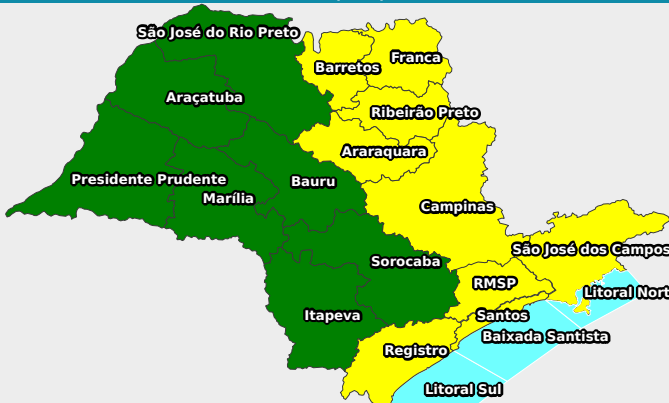 São José do Rio Preto
Franca
Barretos
Araçatuba
Ribeirão Preto
Araraquara
Presidente Prudente
Bauru
Marília
Campinas
São José dos Campos
Sorocaba
RMSP
Litoral Nort
Itapeva
Santos
Baixada Santista
Registro
Litoral Sul